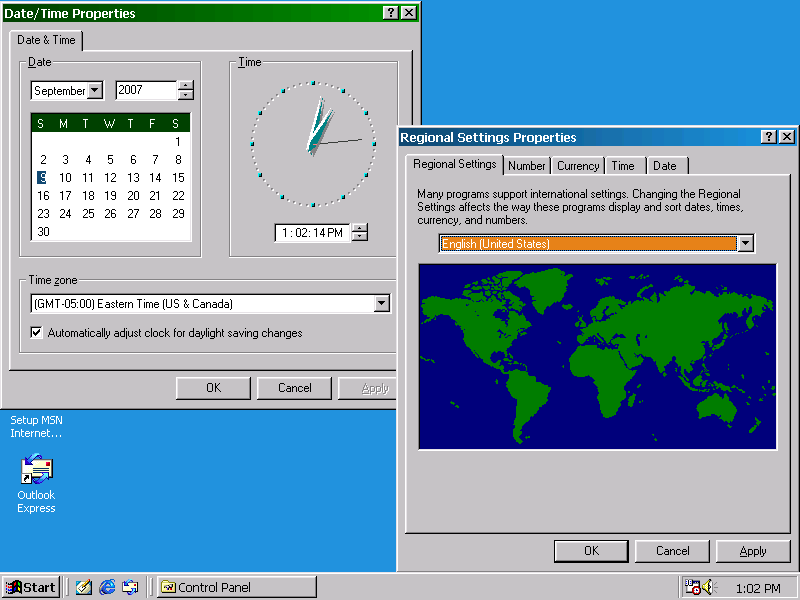 Date/Time Properties
Date & Time
Date
September
2007
S M T W T F S
1
2 3 4 5 6 7 8
9 10 11 12 13 14 15
16 17 18 19 20 21 22
23 24 25 26 27 28 29
30
Time
1:02:14 PM
Time zone
(GMT-05:00) Eastern Time (US & Canada)
Automatically adjust clock for daylight saving changes
OK Cancel Apply
Regional Settings Properties
Regional Settings Number Currency Time Date
Many programs support international settings. Changing the Regional
Settings affects the way these programs display and sort dates, times,
currency, and numbers.
English (United States)
OK Cancel Apply
Setup MSN
Internet...
Outlook
Express
Start
Control Panel
1:02 PM